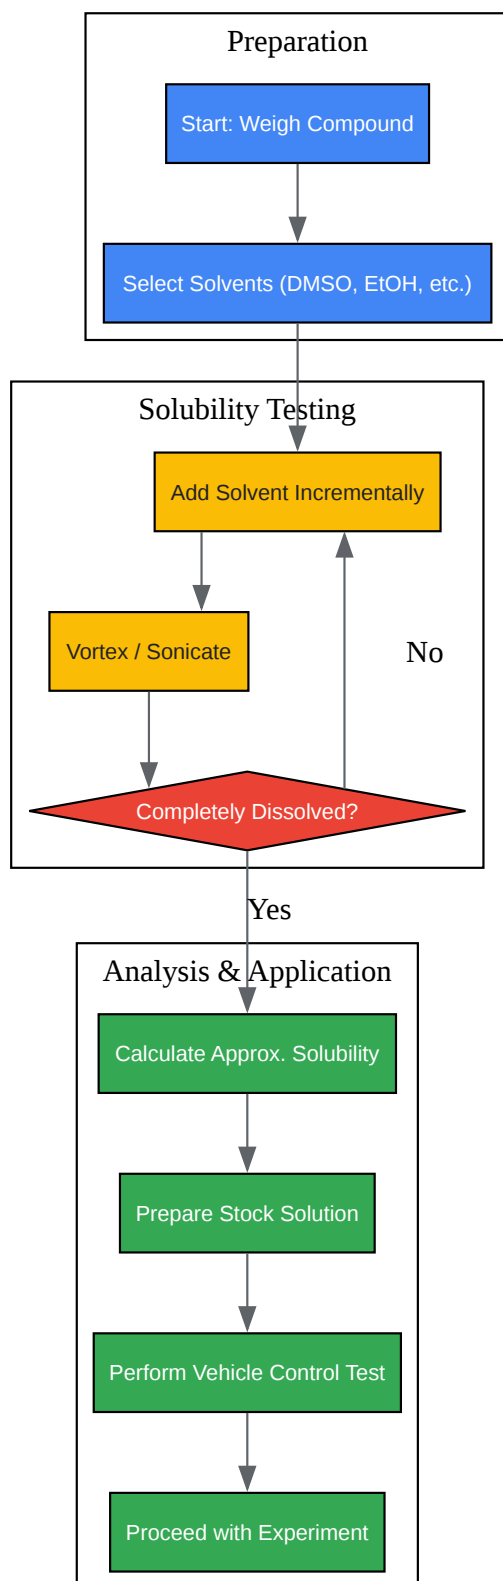 Preparation
Start: Weigh Compound
Select Solvents (DMSO, EtOH, etc.)
Solubility Testing
Add Solvent Incrementally
Vortex / Sonicate
No
Completely Dissolved?
Yes
Analysis & Application
Calculate Approx. Solubility
Prepare Stock Solution
Perform Vehicle Control Test
Proceed with Experiment